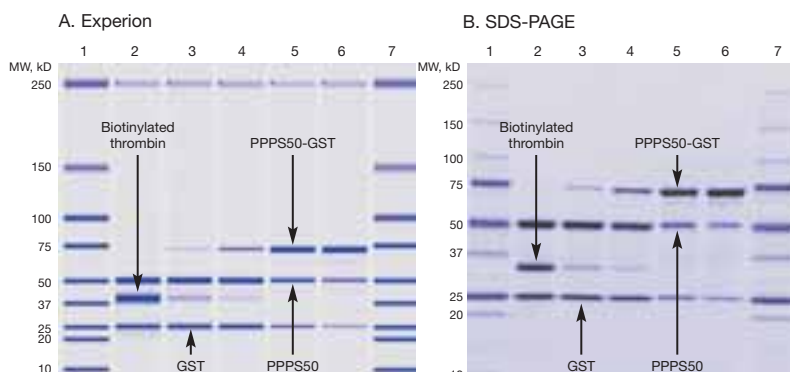 A. Experion
1 2 3 4 5 6 7
MW, kD
250
150
100
75
50
37
25
20
10
Biotinylated
thrombin
PPPS50-GST
GST
PPPS50
B. SDS-PAGE
1 2 3 4 5 6 7
MW, kD
250
150
100
75
50
37
25
20
Biotinylated
thrombin
PPPS50-GST
GST
PPPS50